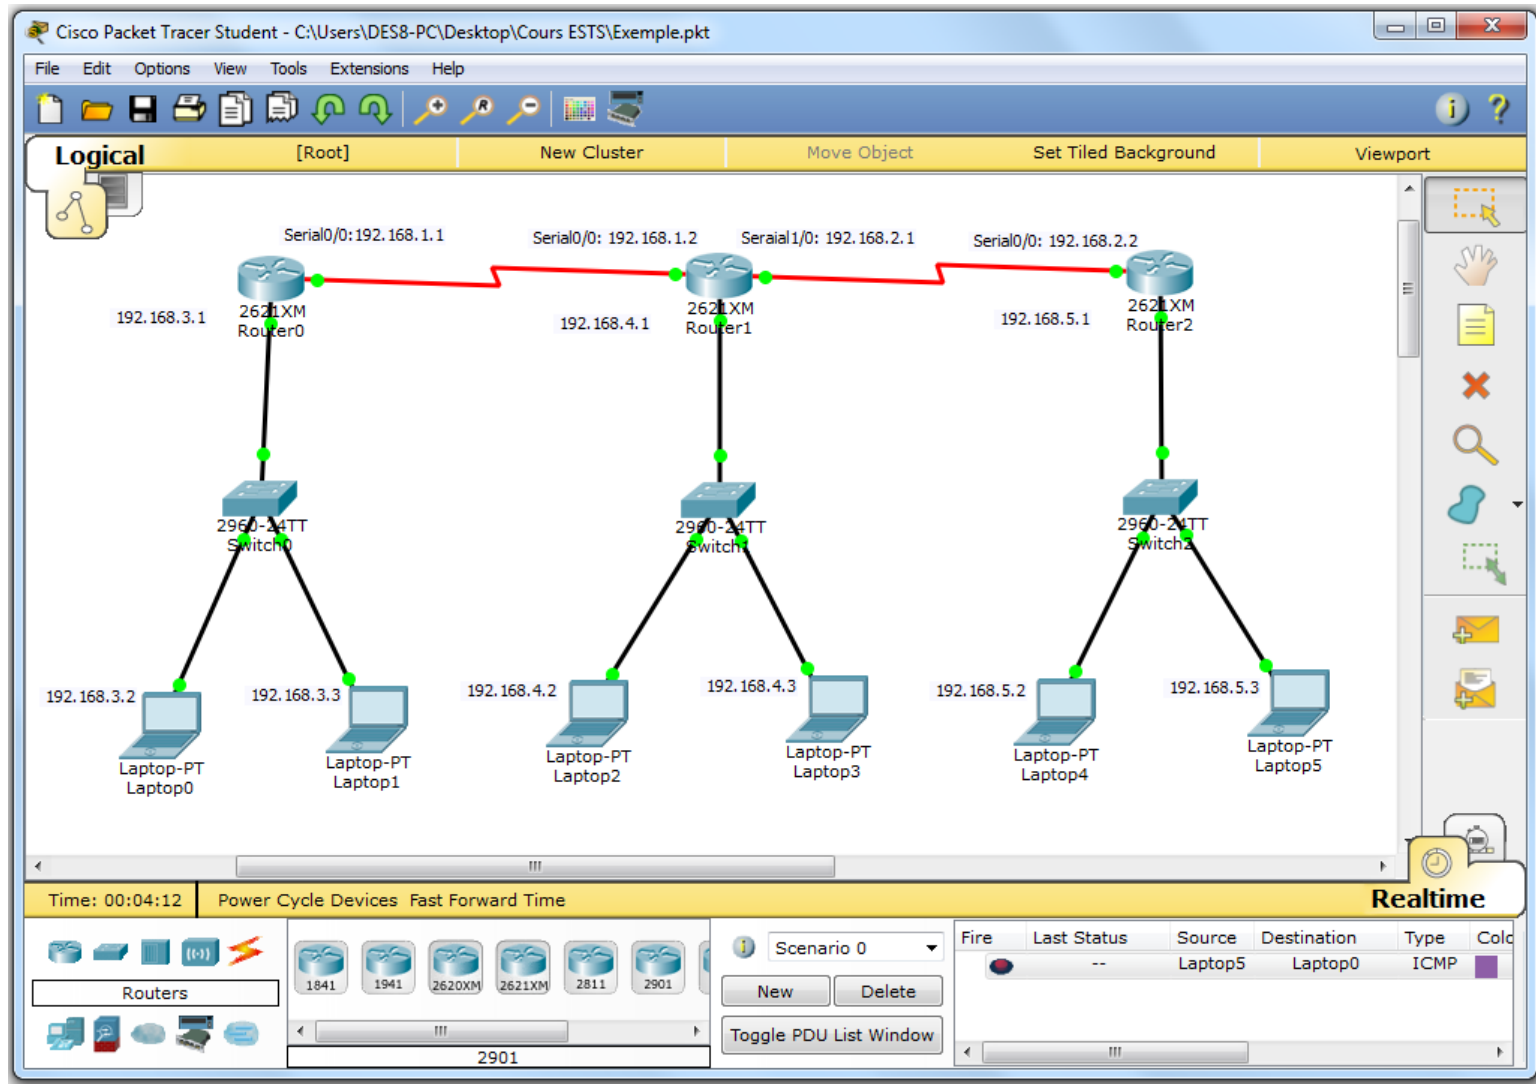 Cisco Packet Tracer Student - C:\Users\DES8-PC\Desktop\Cours ESTS\Exemple.pkt
File Edit Options View Tools Extensions Help
Logical [Root] New Cluster Move Object Set Tiled Background Viewport
Serial0/0:192.168.1.1 Serial0/0: 192.168.1.2 Seraial1/0: 192.168.2.1 Serial0/0: 192.168.2.2
192.168.3.1 2621XM 192.168.4.1 2621XM 192.168.5.1 2621XM
Router0 Router1 Router2
2960-24TT 2960-24TT 2960-24TT
Switch0 Switch1 Switch2
192.168.3.2 192.168.3.3 192.168.4.2 192.168.4.3 192.168.5.2 192.168.5.3
Laptop-PT Laptop-PT Laptop-PT Laptop-PT Laptop-PT Laptop-PT
Laptop0 Laptop1 Laptop2 Laptop3 Laptop4 Laptop5
Time: 00:04:12 Power Cycle Devices Fast Forward Time Realtime
Routers
1841 1941 2620XM 2621XM 2811 2901
2901
Scenario 0
New Delete
Toggle PDU List Window
Fire Last Status Source Destination Type Colo
-- Laptop5 Laptop0 ICMP